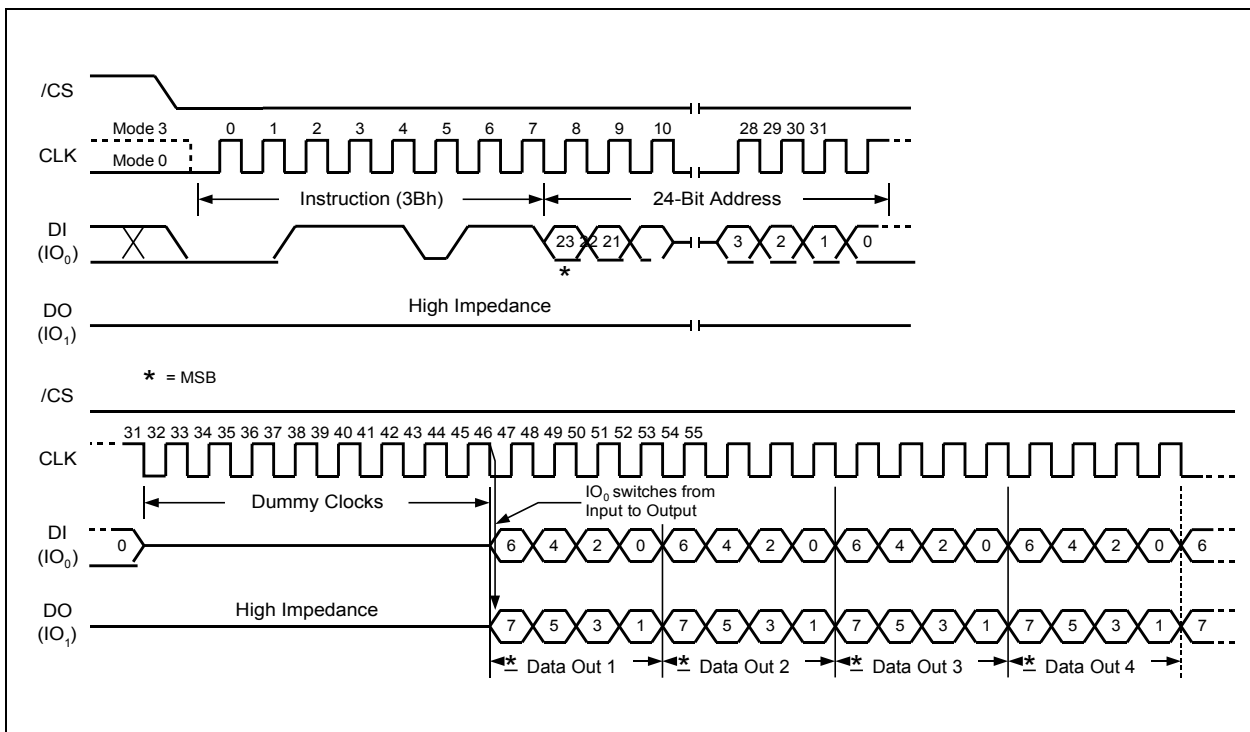 /CS
Mode 3
0 1 2 3 4 5 6 7 8 9 10 28 29 30 31
CLK
Mode 0
Instruction (3Bh)
24-Bit Address
DI
(IO0)
23 22 21 3 2 1 0
*
High Impedance
DO
(IO1)
* = MSB
/CS
31 32 33 34 35 36 37 38 39 40 41 42 43 44 45 46 47 48 49 50 51 52 53 54 55
CLK
Dummy Clocks
IO0 switches from
Input to Output
DI
(IO0)
0 6 4 2 0 6 4 2 0 6 4 2 0 6 4 2 0 6
DO
(IO1)
High Impedance
7 5 3 1 7 5 3 1 7 5 3 1 7 5 3 1 7
* Data Out 1 * Data Out 2 * Data Out 3 * Data Out 4